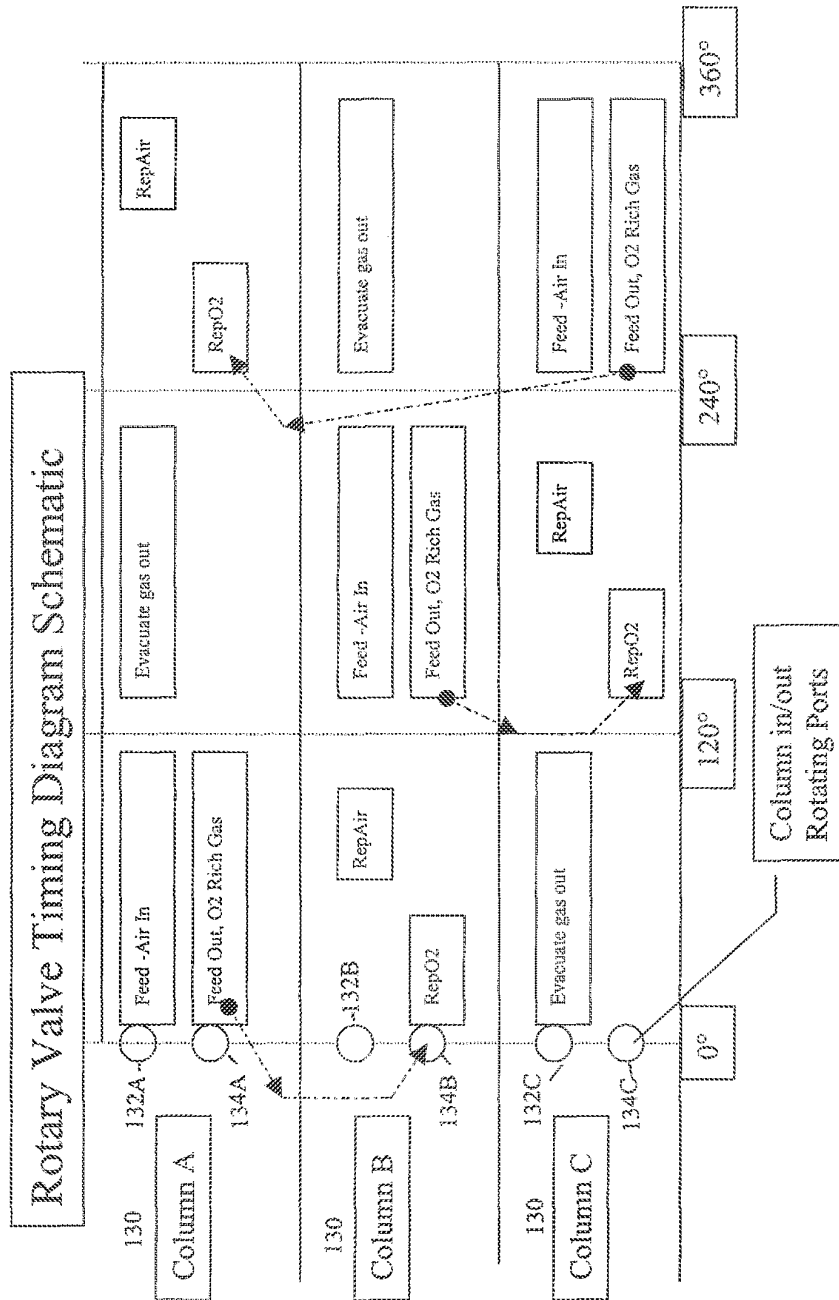 Rotary Valve Timing Diagram Schematic
130
Column A
132A
134A
Feed -Air In
Feed Out, O2 Rich Gas
Evacuate gas out
RepO2
RepAir
130
Column B
132B
134B
RepO2
RepAir
Feed -Air In
Feed Out, O2 Rich Gas
Evacuate gas out
130
Column C
132C
134C
Evacuate gas out
RepO2
RepAir
Feed -Air In
Feed Out, O2 Rich Gas
0°
120°
240°
360°
Column in/out
Rotating Ports